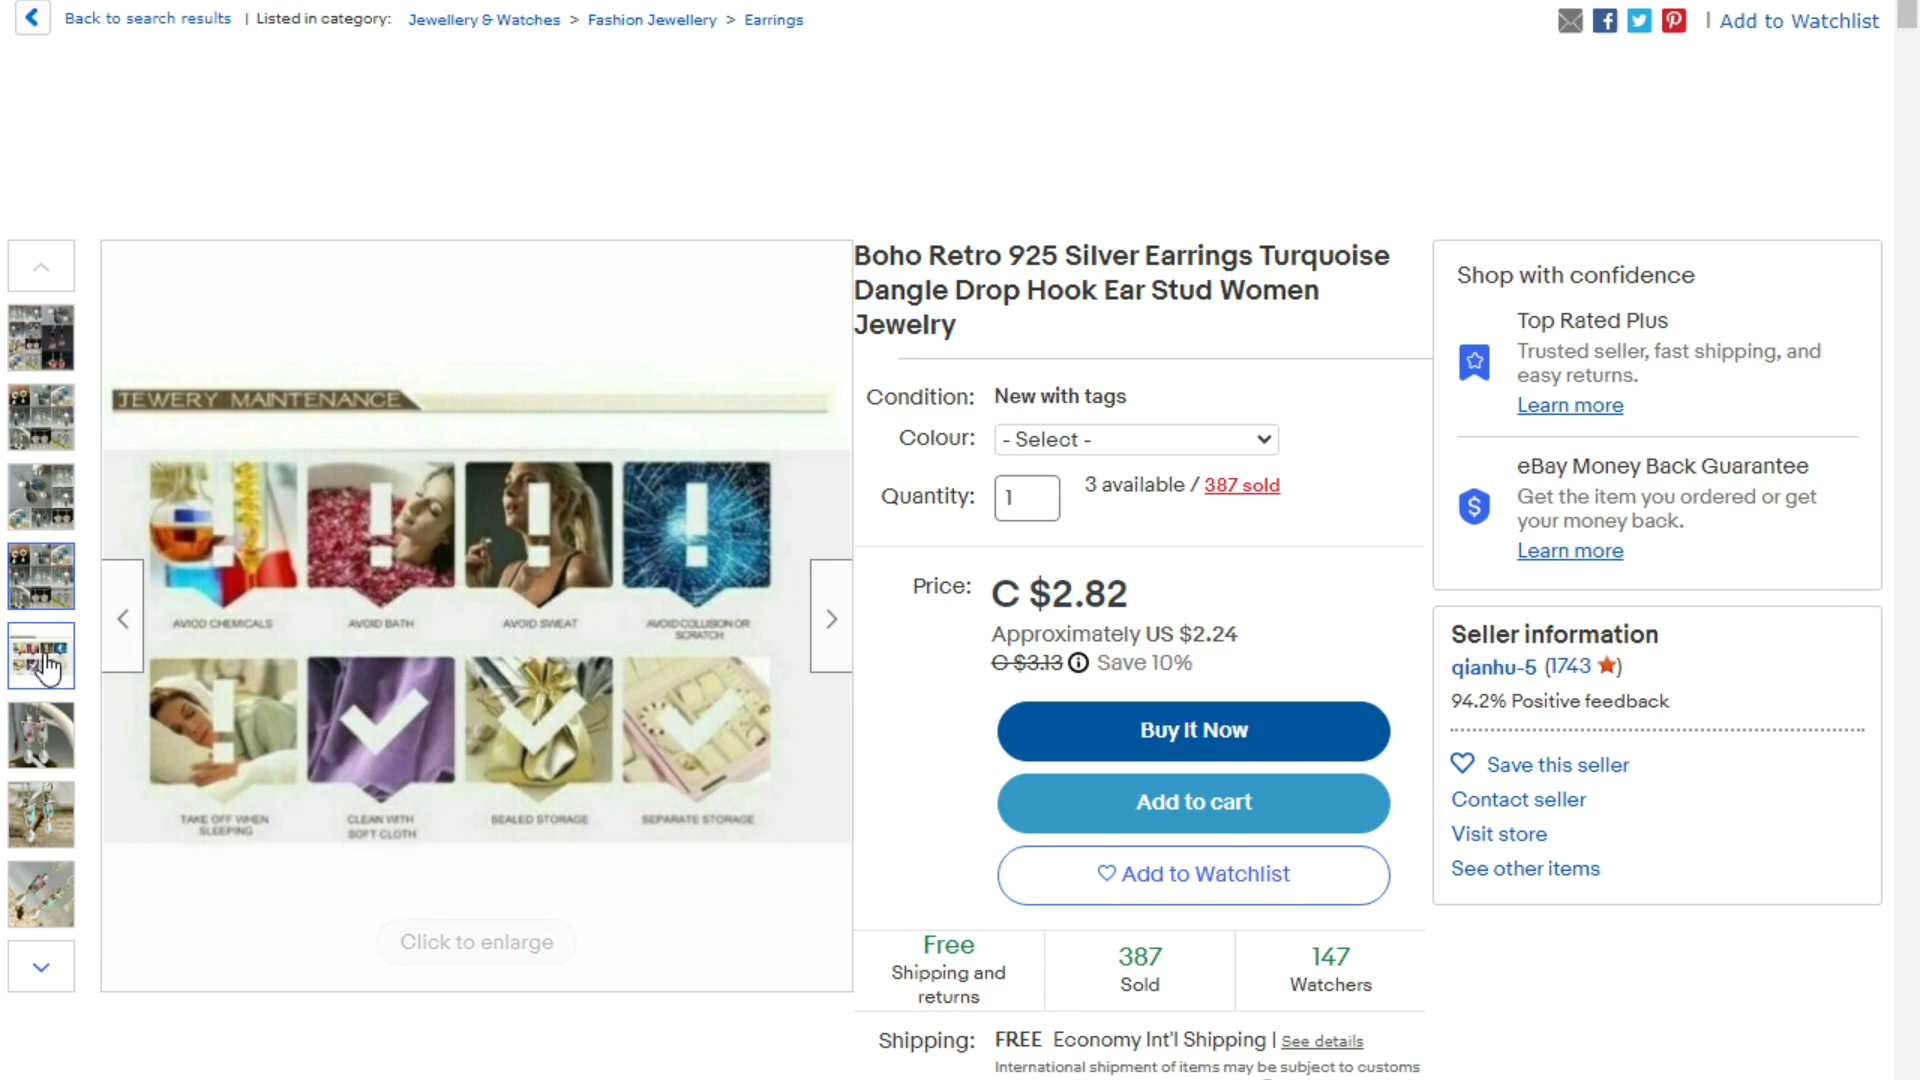 Back to search results | Listed in category: Jewellery & Watches > Fashion Jewellery > Earrings
| Add to Watchlist
Boho Retro 925 Silver Earrings Turquoise
Dangle Drop Hook Ear Stud Women
Jewelry
Condition: New with tags
Colour: - Select -
Quantity: 1 3 available / 387 sold
Price: C $2.82
Approximately US $2.24
C $3.13 Save 10%
Buy It Now
Add to cart
Add to Watchlist
Free
Shipping and
returns
387
Sold
147
Watchers
Shipping: FREE Economy Int'l Shipping | See details
International shipment of items may be subject to customs
JEWERY MAINTENANCE
AVIOD CHEMICALS
AVOID BATH
AVOID SWEAT
AVOID COLLISION OR
SCRATCH
TAKE OFF WHEN
SLEEPING
CLEAN WITH
SOFT CLOTH
SEALED STORAGE
SEPARATE STORAGE
Click to enlarge
Shop with confidence
Top Rated Plus
Trusted seller, fast shipping, and
easy returns.
Learn more
eBay Money Back Guarantee
Get the item you ordered or get
your money back.
Learn more
Seller information
qianhu-5 (1743)
94.2% Positive feedback
Save this seller
Contact seller
Visit store
See other items